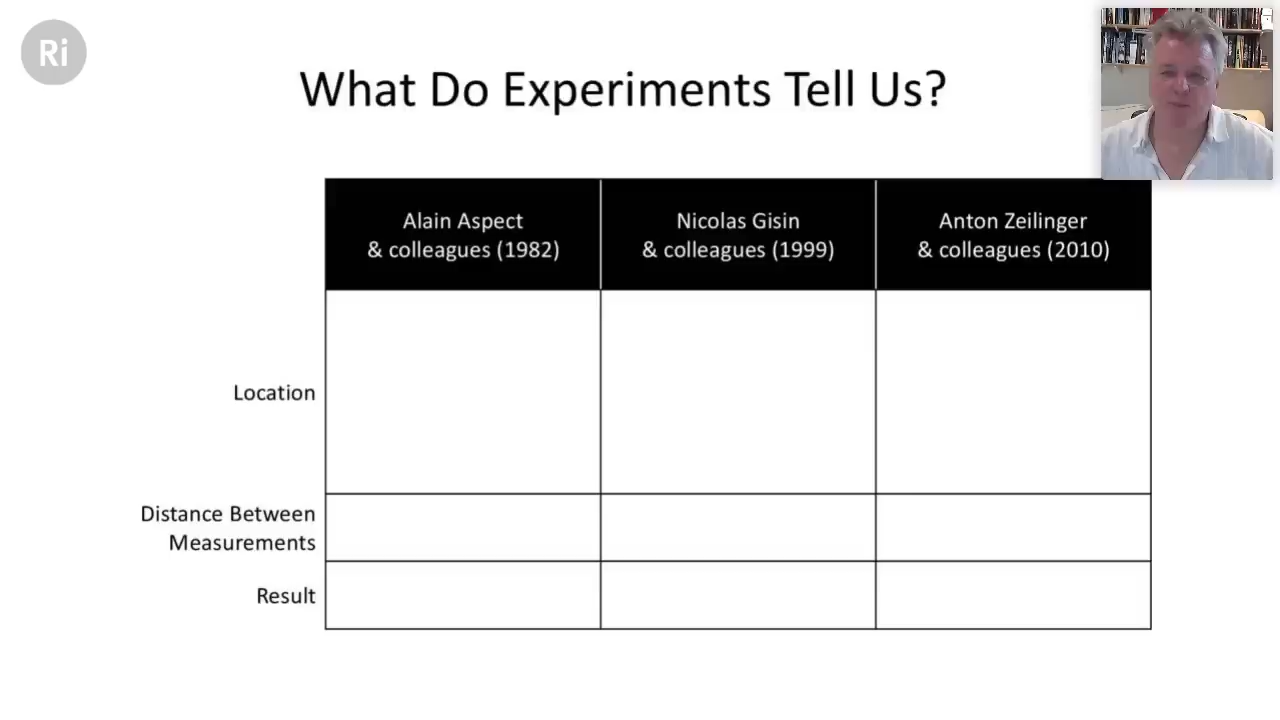 Ri
What Do Experiments Tell Us?
Alain Aspect
& colleagues (1982)
Nicolas Gisin
& colleagues (1999)
Anton Zeilinger
& colleagues (2010)
Location
Distance Between
Measurements
Result